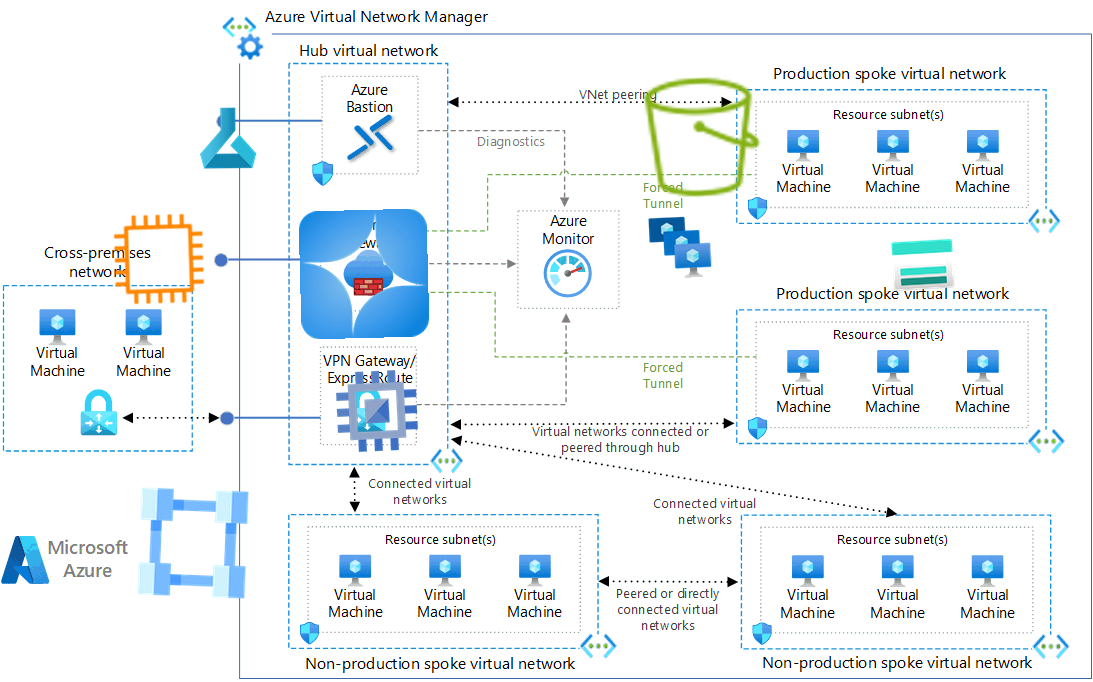 Azure Virtual Network Manager
Hub virtual network
Azure
Bastion
VNet peering
Production spoke virtual network
Resource subnet(s)
Virtual
Machine
Virtual
Machine
Virtual
Machine
Diagnostics
Forced
Tunnel
Azure
Monitor
Cross-premises
network
Virtual
Machine
Virtual
Machine
Production spoke virtual network
Resource subnet(s)
Virtual
Machine
Virtual
Machine
Virtual
Machine
VPN Gateway/
ExpressRoute
Forced
Tunnel
Virtual networks connected or
peered through hub
Connected virtual
networks
Connected virtual
networks
Microsoft
Azure
Resource subnet(s)
Virtual
Machine
Virtual
Machine
Virtual
Machine
Non-production spoke virtual network
Peered or directly
connected virtual
networks
Resource subnet(s)
Virtual
Machine
Virtual
Machine
Virtual
Machine
Non-production spoke virtual network